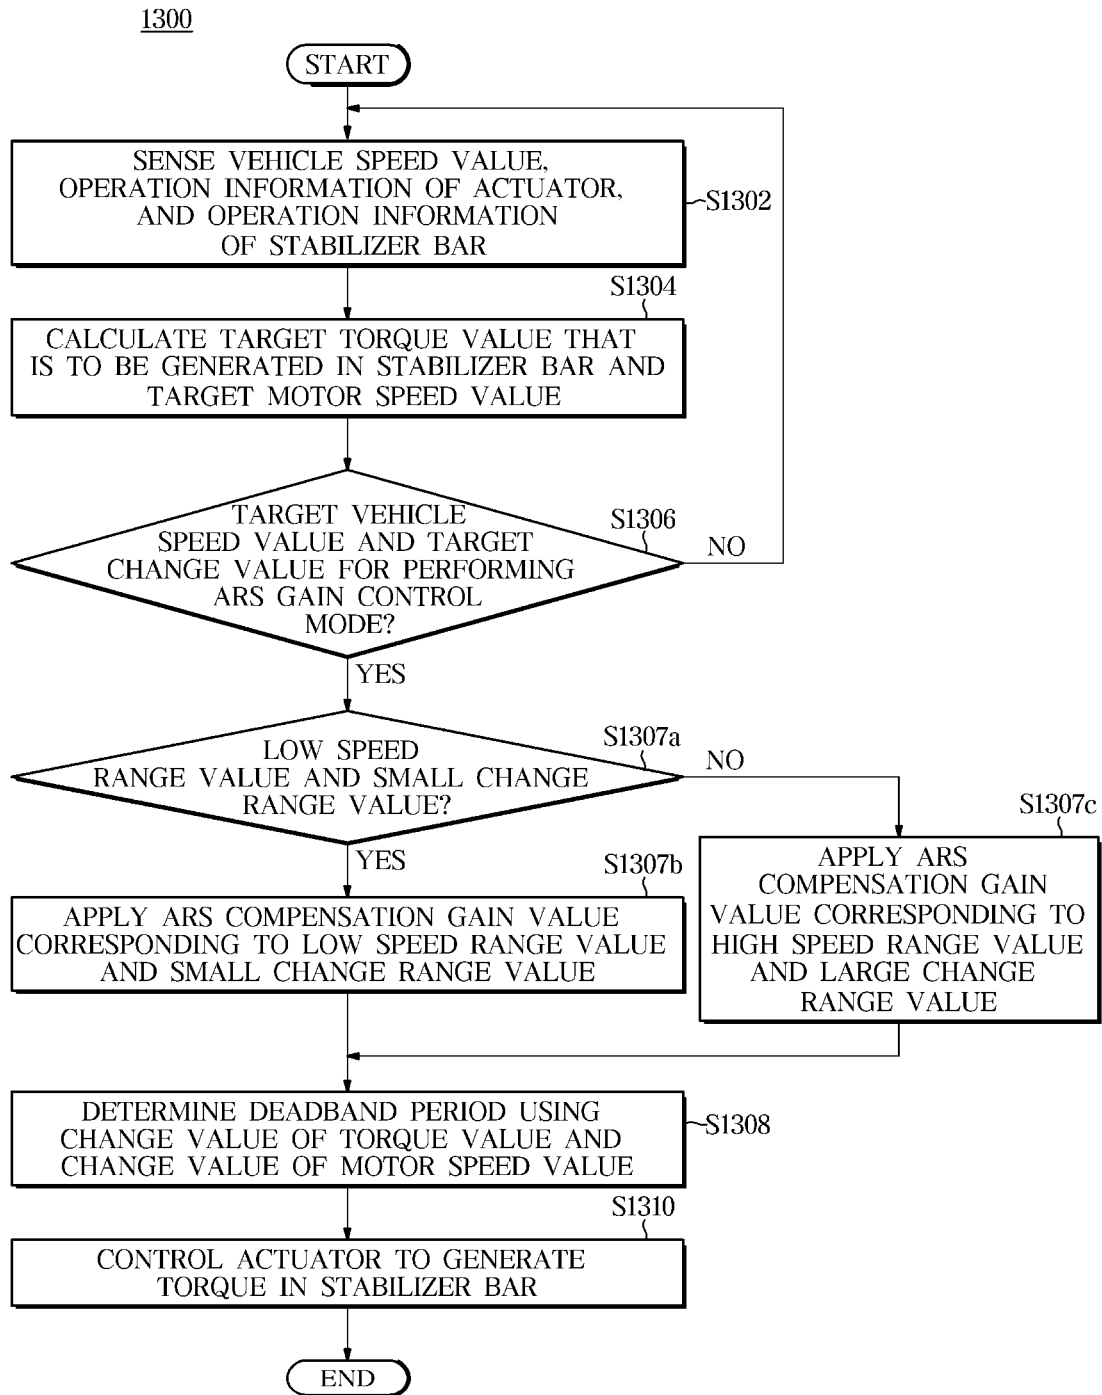 1300
START
SENSE VEHICLE SPEED VALUE,
OPERATION INFORMATION OF ACTUATOR,
AND OPERATION INFORMATION
OF STABILIZER BAR
S1302
S1304
CALCULATE TARGET TORQUE VALUE THAT
IS TO BE GENERATED IN STABILIZER BAR AND
TARGET MOTOR SPEED VALUE
TARGET VEHICLE
SPEED VALUE AND TARGET
CHANGE VALUE FOR PERFORMING
ARS GAIN CONTROL
MODE?
S1306
NO
YES
LOW SPEED
RANGE VALUE AND SMALL CHANGE
RANGE VALUE?
S1307a
NO
YES
S1307b
APPLY ARS COMPENSATION GAIN VALUE
CORRESPONDING TO LOW SPEED RANGE VALUE
AND SMALL CHANGE RANGE VALUE
S1307c
APPLY ARS
COMPENSATION GAIN
VALUE CORRESPONDING TO
HIGH SPEED RANGE VALUE
AND LARGE CHANGE
RANGE VALUE
DETERMINE DEADBAND PERIOD USING
CHANGE VALUE OF TORQUE VALUE AND
CHANGE VALUE OF MOTOR SPEED VALUE
S1308
S1310
CONTROL ACTUATOR TO GENERATE
TORQUE IN STABILIZER BAR
END